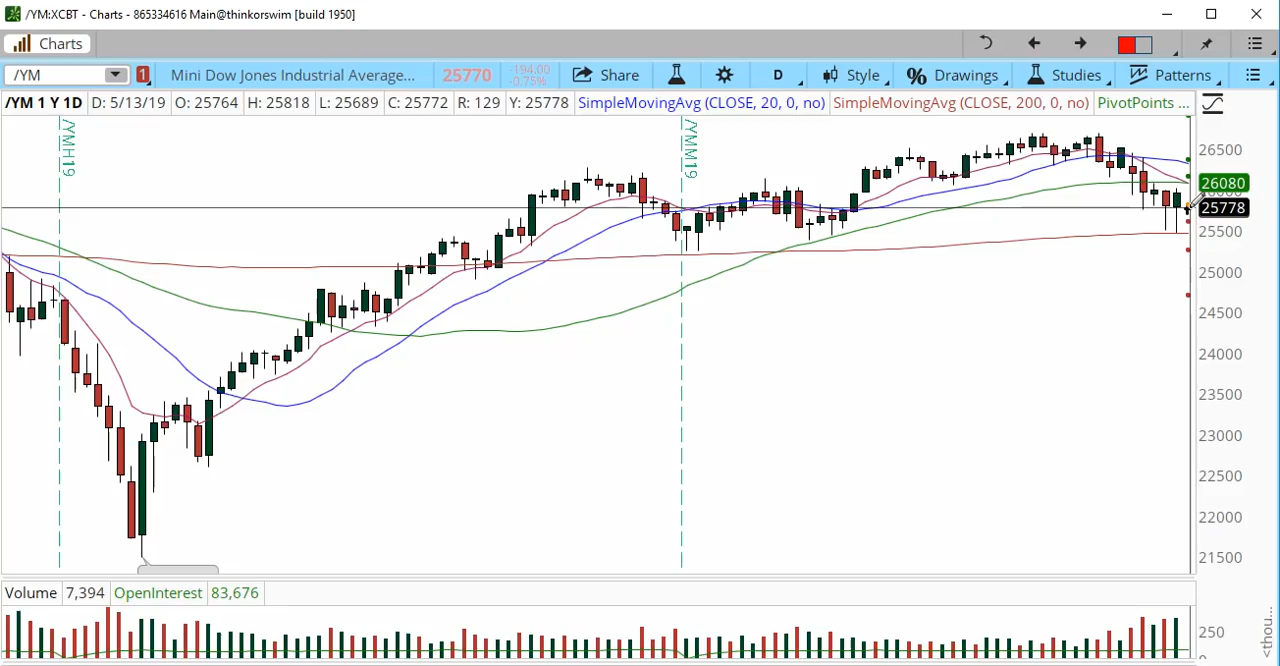 /YM:XCBT - Charts - 865334616 Main@thinkorswim [build 1950]
Charts
/YM 1 Mini Dow Jones Industrial Average... 25770 -194.00 -0.75% Share D Style Drawings Studies Patterns
/YM 1 Y 1D D: 5/13/19 O: 25764 H: 25818 L: 25689 C: 25772 R: 129 Y: 25778 SimpleMovingAvg (CLOSE, 20, 0, no) SimpleMovingAvg (CLOSE, 200, 0, no) PivotPoints ...
/YMH19
/YMM19
26500
26080
25778
25500
25000
24500
24000
23500
23000
22500
22000
21500
Volume 7,394 OpenInterest 83,676
250
<thou...